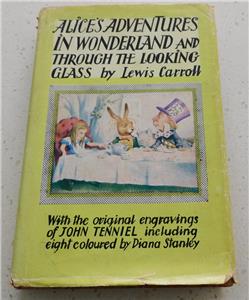 ALICE'S ADVENTURES
IN WONDERLAND AND
THROUGH THE LOOKING
GLASS by Lewis Carroll
With the original engravings
of JOHN TENNIEL including
eight coloured by Diana Stanley